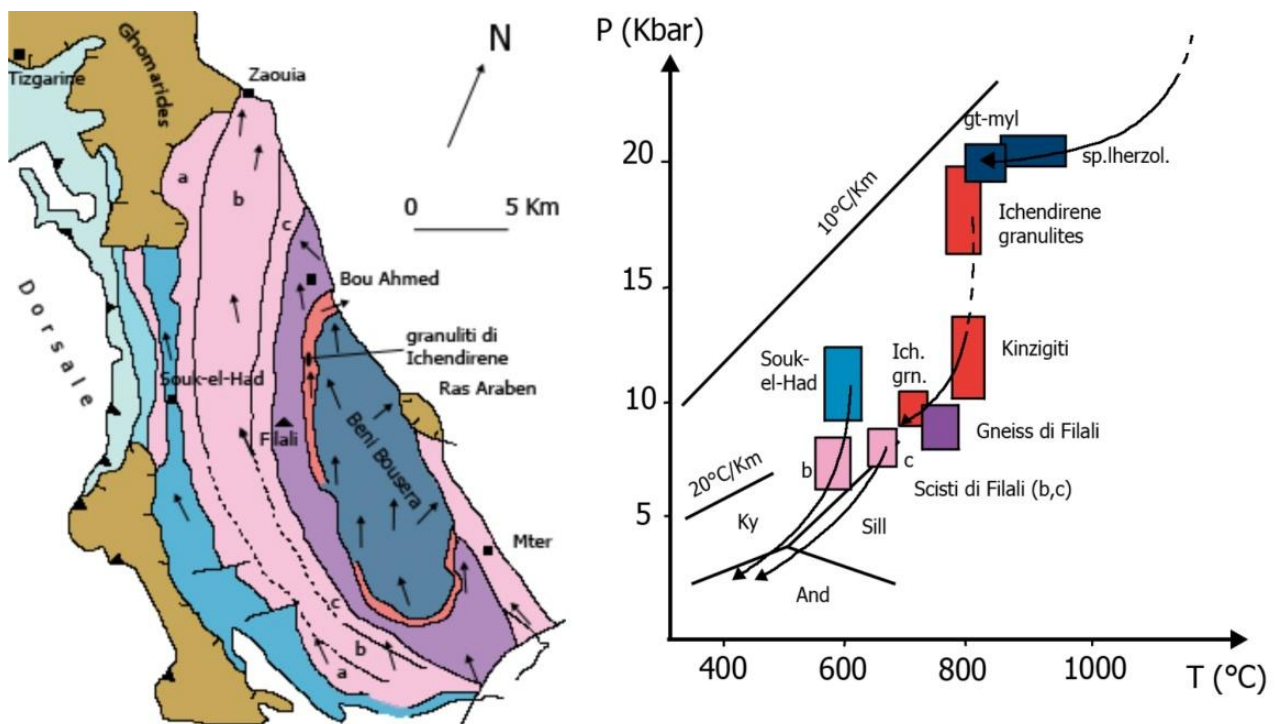 Tizgarine
Ghomarides
Zaouia
N
a
b
c
0 5 Km
Bou Ahmed
granuliti di
Ichendirene
Dorsale
Souk-el-Had
Ras Araben
Filali
Beni Bousera
Mter
c
b
a
P (Kbar)
20
15
10
5
400 600 800 1000 T (°C)
gt-myl
sp.lherzol.
10°C/Km
Ichendirene
granulites
Souk-
el-Had
Ich.
grn.
Kinzigiti
Gneiss di Filali
b
c
Scisti di Filali (b,c)
20°C/Km
Ky
Sill
And